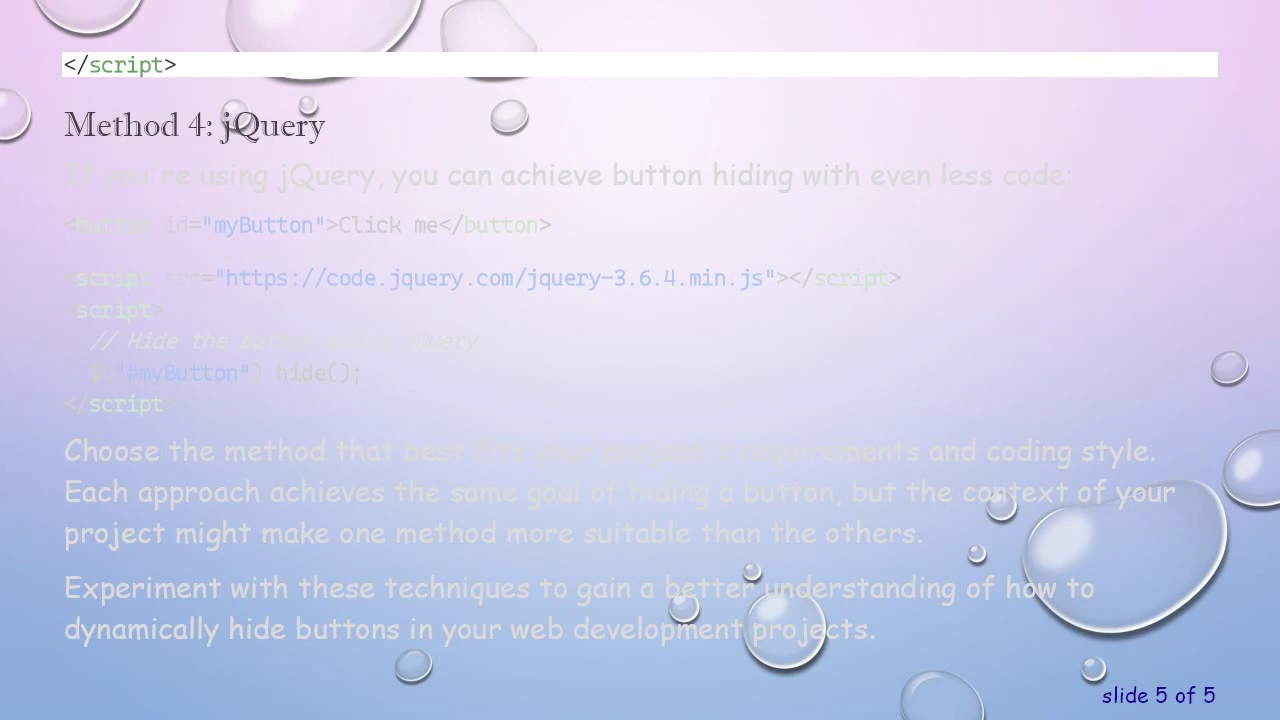 </script>
Method 4: jQuery
If you're using jQuery, you can achieve button hiding with even less code:
<button id="myButton">Click me</button>
<script src="https://code.jquery.com/jquery-3.6.4.min.js"></script>
<script>
// Hide the button using jQuery
$("#myButton").hide();
</script>
Choose the method that best fits your project's requirements and coding style.
Each approach achieves the same goal of hiding a button, but the context of your
project might make one method more suitable than the others.
Experiment with these techniques to gain a better understanding of how to
dynamically hide buttons in your web development projects.
slide 5 of 5